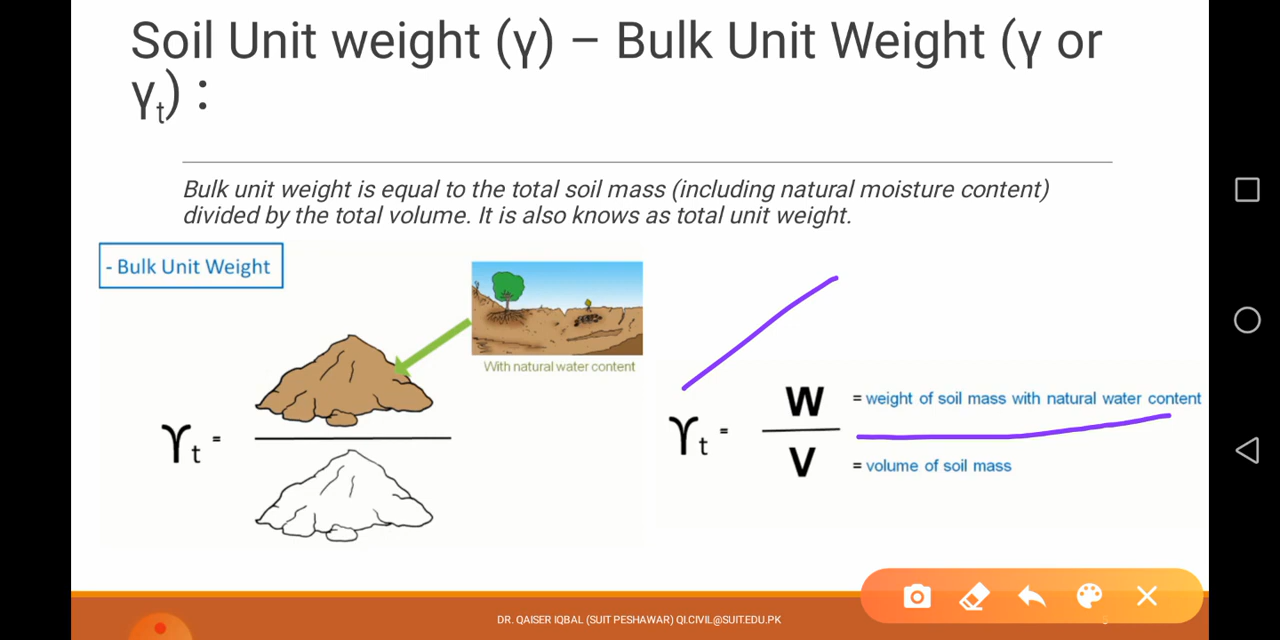 Soil Unit weight (γ) – Bulk Unit Weight (γ or
γt) :
Bulk unit weight is equal to the total soil mass (including natural moisture content)
divided by the total volume. It is also knows as total unit weight.
- Bulk Unit Weight
With natural water content
γt =
γt = W = weight of soil mass with natural water content
V = volume of soil mass
DR. QAISER IQBAL (SUIT PESHAWAR) QI.CIVIL@SUIT.EDU.PK